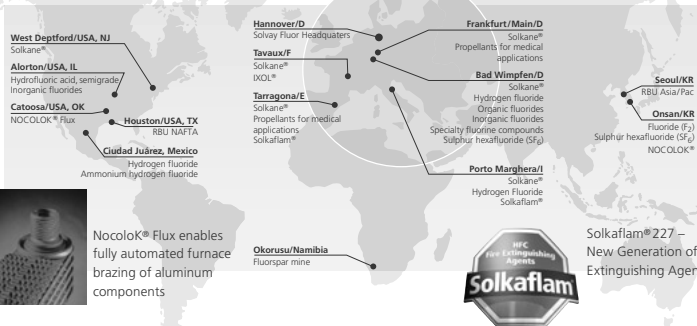 West Deptford/USA, NJ
Solkane®
Alorton/USA, IL
Hydrofluoric acid, semigrade
Inorganic fluorides
Catoosa/USA, OK
NOCOLOK® Flux
Houston/USA, TX
RBU NAFTA
Ciudad Juárez, Mexico
Hydrogen fluoride
Ammonium hydrogen fluoride
Hannover/D
Solvay Fluor Headquaters
Tavaux/F
Solkane®
IXOL®
Tarragona/E
Solkane®
Propellants for medical
applications
Solkaflam®
Frankfurt/Main/D
Solkane®
Propellants for medical
applications
Bad Wimpfen/D
Solkane®
Hydrogen fluoride
Organic fluorides
Inorganic fluorides
Specialty fluorine compounds
Sulphur hexafluoride (SF6)
Porto Marghera/I
Solkane®
Hydrogen Fluoride
Solkaflam®
Seoul/KR
RBU Asia/Pac
Onsan/KR
Fluoride (F2)
Sulphur hexafluoride (SF6)
NOCOLOK®
Okorusu/Namibia
Fluorspar mine
NocoloK® Flux enables
fully automated furnace
brazing of aluminum
components
HFC
Fire Extinguishing
Agents
Solkaflam
Solkaflam® 227 –
New Generation of
Extinguishing Agen